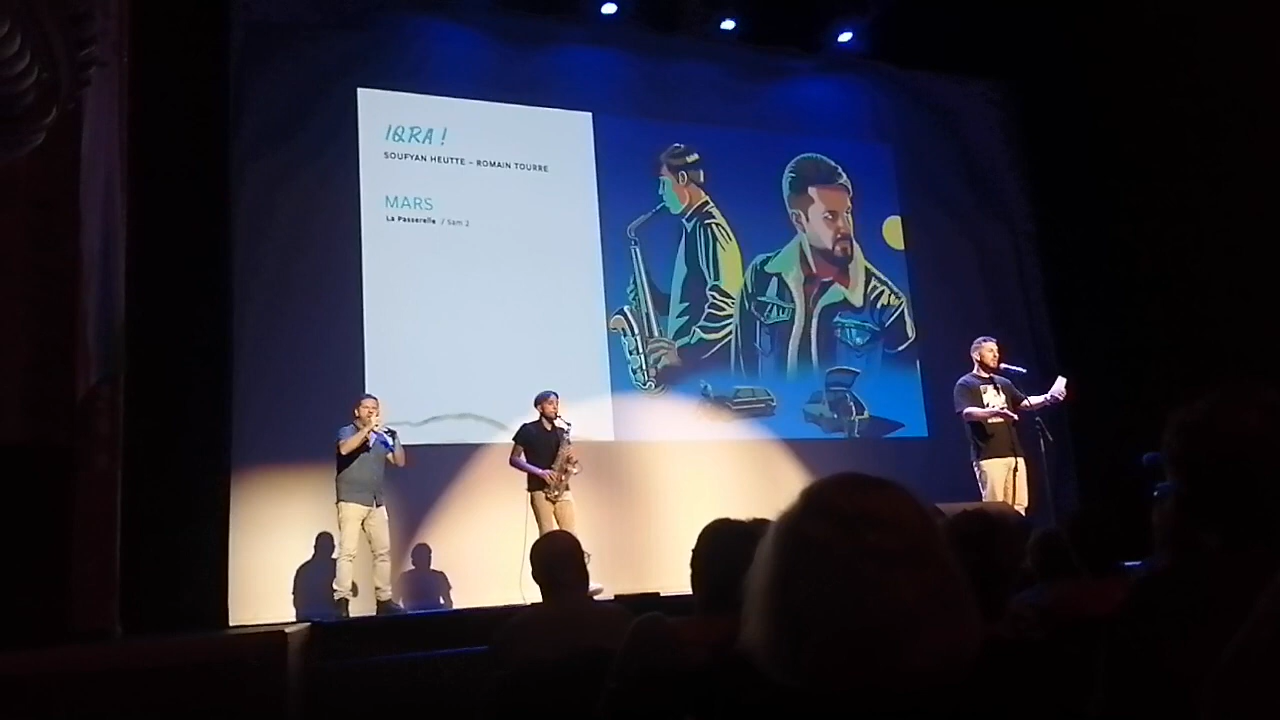 IQRA !
SOUFYAN HEUTTE – ROMAIN TOURRE
MARS
La Passerelle / Sam 2